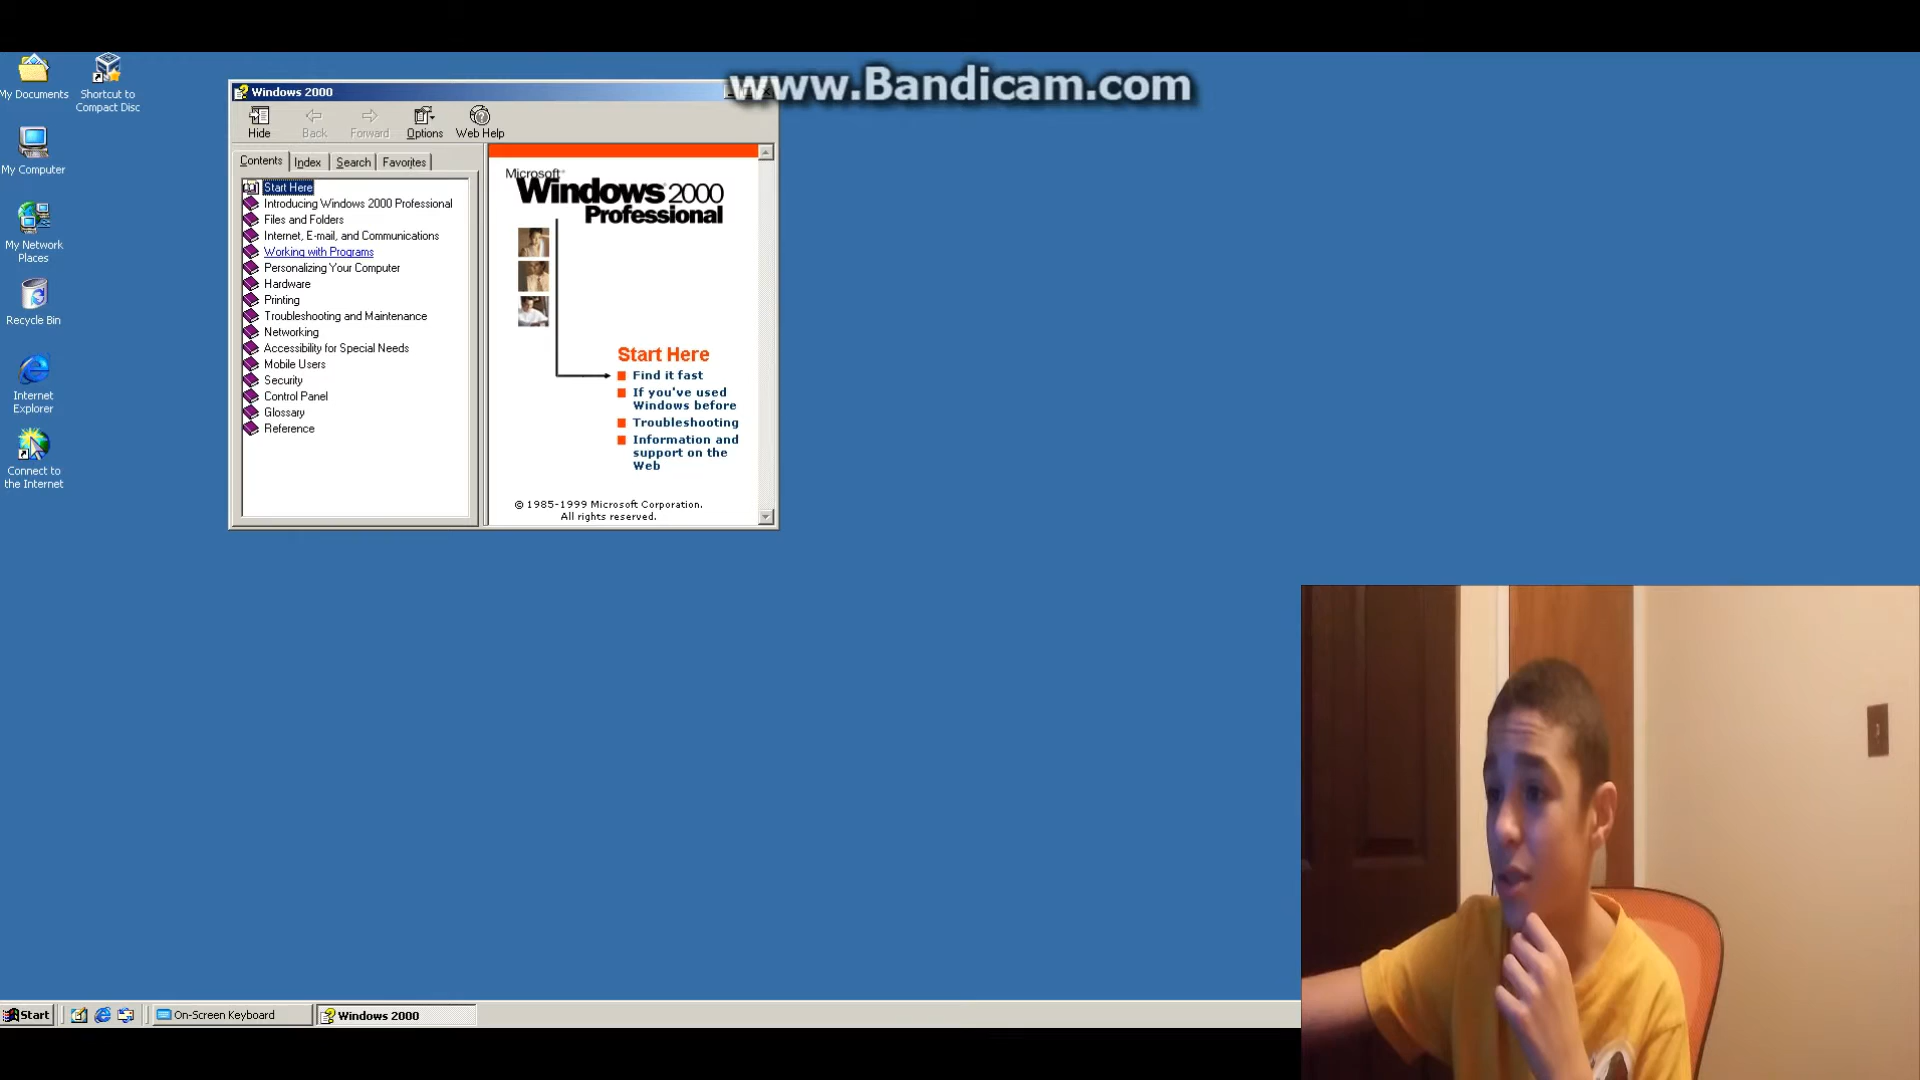 www.Bandicam.com
My Documents
Shortcut to
Compact Disc
My Computer
My Network
Places
Recycle Bin
Internet
Explorer
Connect to
the Internet
Windows 2000
Hide
Back
Forward
Options
Web Help
Contents
Index
Search
Favorites
Start Here
Introducing Windows 2000 Professional
Files and Folders
Internet, E-mail, and Communications
Working with Programs
Personalizing Your Computer
Hardware
Printing
Troubleshooting and Maintenance
Networking
Accessibility for Special Needs
Mobile Users
Security
Control Panel
Glossary
Reference
Microsoft®
Windows® 2000
Professional
Start Here
Find it fast
If you've used
Windows before
Troubleshooting
Information and
support on the
Web
© 1985-1999 Microsoft Corporation.
All rights reserved.
Start
On-Screen Keyboard
Windows 2000